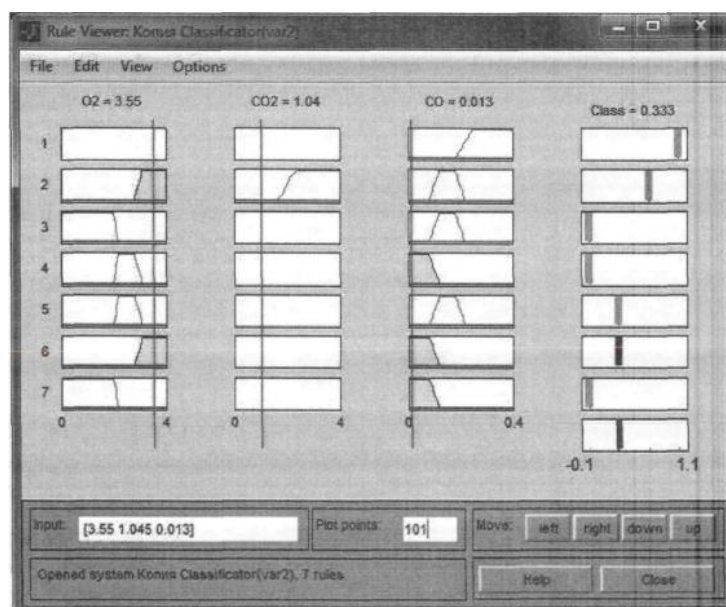 Rule Viewer: Копия Classificator(var2)
File Edit View Options
O2 = 3.55 CO2 = 1.04 CO = 0.013 Class = 0.333
1
2
3
4
5
6
7
0 4 0 4 0 0.4
-0.1 1.1
Input: [3.55 1.045 0.013] Plot points: 101 Move: left right down up
Opened system Копия Classificator(var2), 7 rules Help Close